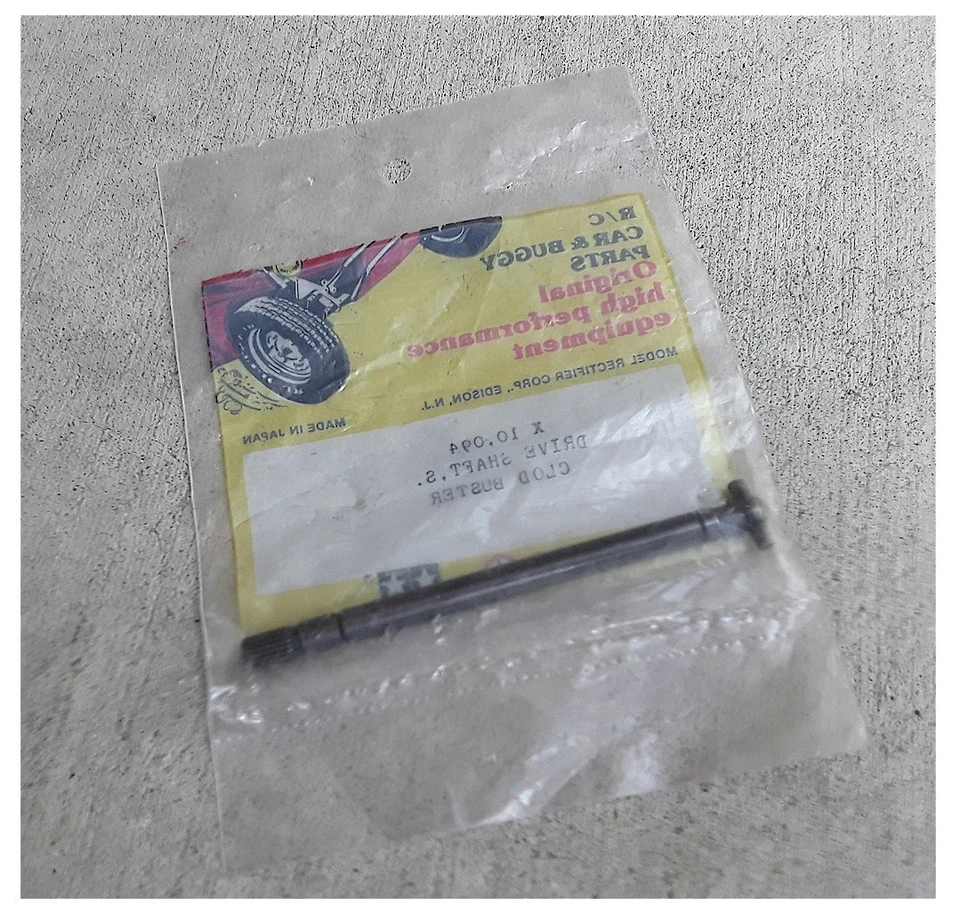 R/C
CAR & BUGGY
PARTS
Original
high performance
equipment
MODEL RECTIFIER CORP., EDISON, N.J.
MADE IN JAPAN
X 10,094
DRIVE SHAFT,S.
CLOD BUSTER